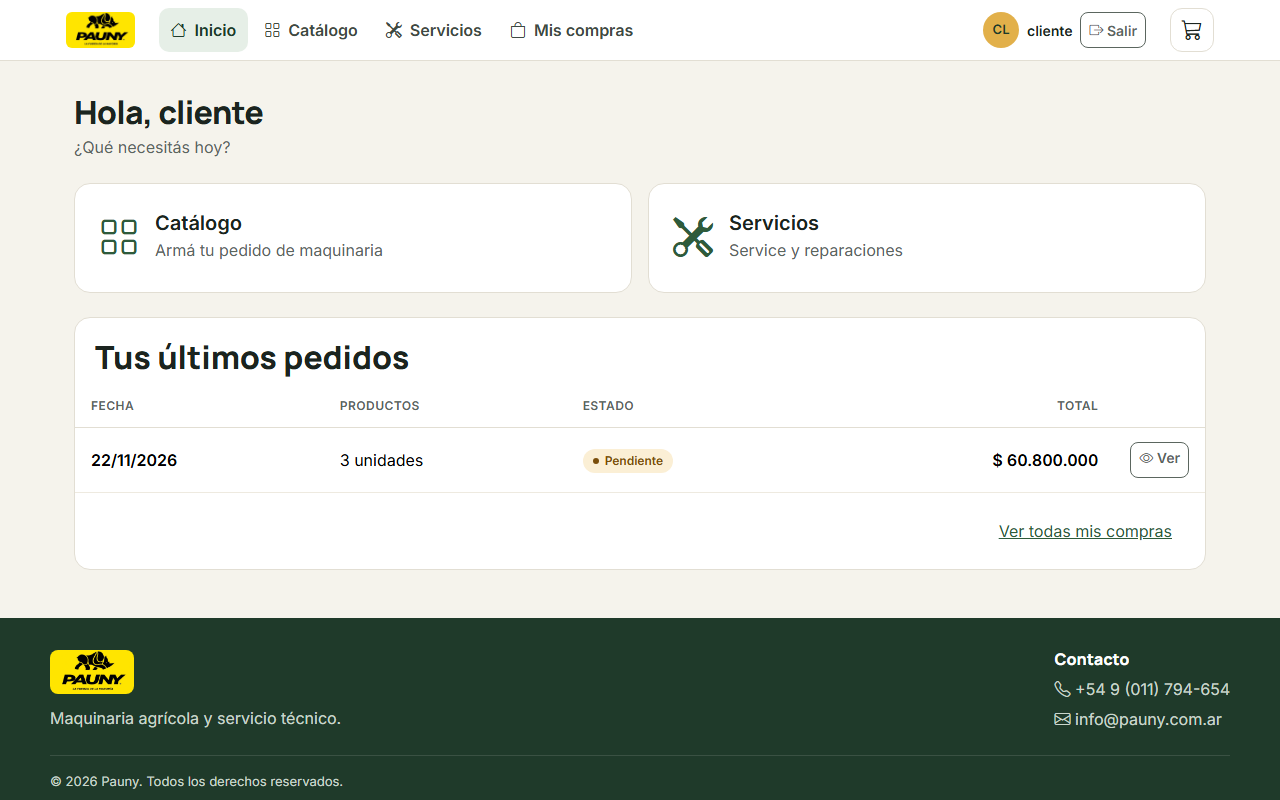 PAUNY
Inicio
Catálogo
Servicios
Mis compras
CL
cliente
Salir
Hola, cliente
¿Qué necesitás hoy?
Catálogo
Armá tu pedido de maquinaria
Servicios
Service y reparaciones
Tus últimos pedidos
FECHA PRODUCTOS ESTADO TOTAL
22/11/2026 3 unidades Pendiente $ 60.800.000 Ver
Ver todas mis compras
PAUNY
Maquinaria agrícola y servicio técnico.
Contacto
+54 9 (011) 794-654
info@pauny.com.ar
© 2026 Pauny. Todos los derechos reservados.